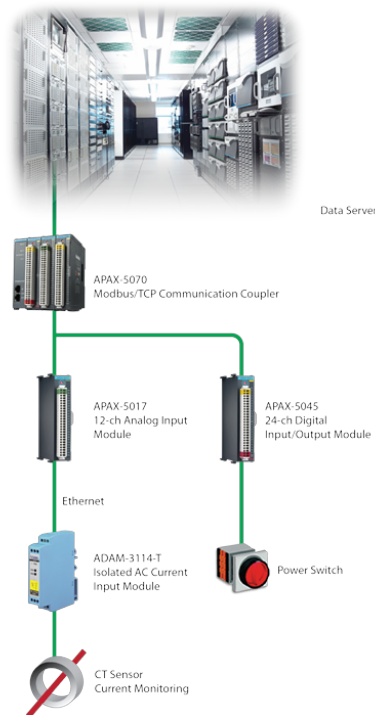 Data Server
APAX-5070
Modbus/TCP Communication Coupler
APAX-5017
12-ch Analog Input
Module
APAX-5045
24-ch Digital
Input/Output Module
Ethernet
ADAM-3114-T
Isolated AC Current
Input Module
Power Switch
CT Sensor
Current Monitoring